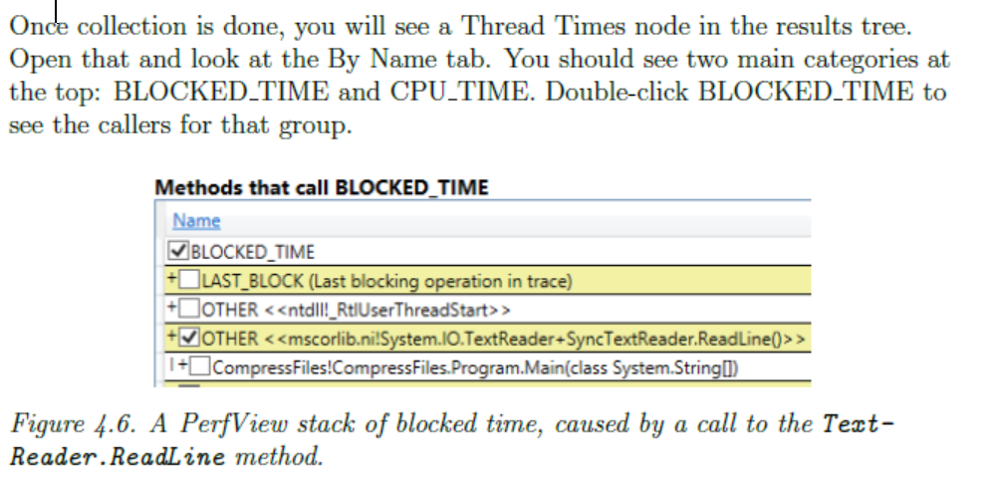 Once collection is done, you will see a Thread Times node in the results tree.
Open that and look at the By Name tab. You should see two main categories at
the top: BLOCKED_TIME and CPU_TIME. Double-click BLOCKED_TIME to
see the callers for that group.
Methods that call BLOCKED_TIME
Name
BLOCKED_TIME
+ LAST_BLOCK (Last blocking operation in trace)
+ OTHER <<ntdll!_RtlUserThreadStart>>
+ OTHER <<mscorlib.ni!System.IO.TextReader+SyncTextReader.ReadLine()>>
|+ CompressFiles!CompressFiles.Program.Main(class System.String[])
Figure 4.6. A PerfView stack of blocked time, caused by a call to the Text-
Reader.ReadLine method.